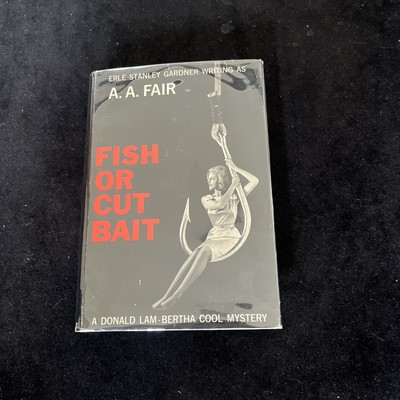 ERLE STANLEY GARDNER WRITING AS
A. A. FAIR
FISH
OR
CUT
BAIT
A DONALD LAM-BERTHA COOL MYSTERY